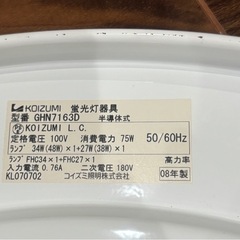 KOIZUMI 蛍光灯器具
型番 GHN7163D 半導体式
KOIZUMI L.C.
定格電圧 100V 消費電力 75W 50/60Hz
ランプ 34W(48W)×1+27W(38W)×1
ランプ FHC34×1+FHC27×1 高力率
入力電流 0.76A 二次電圧 180V 08年製
KL070702 コイズミ照明株式会社